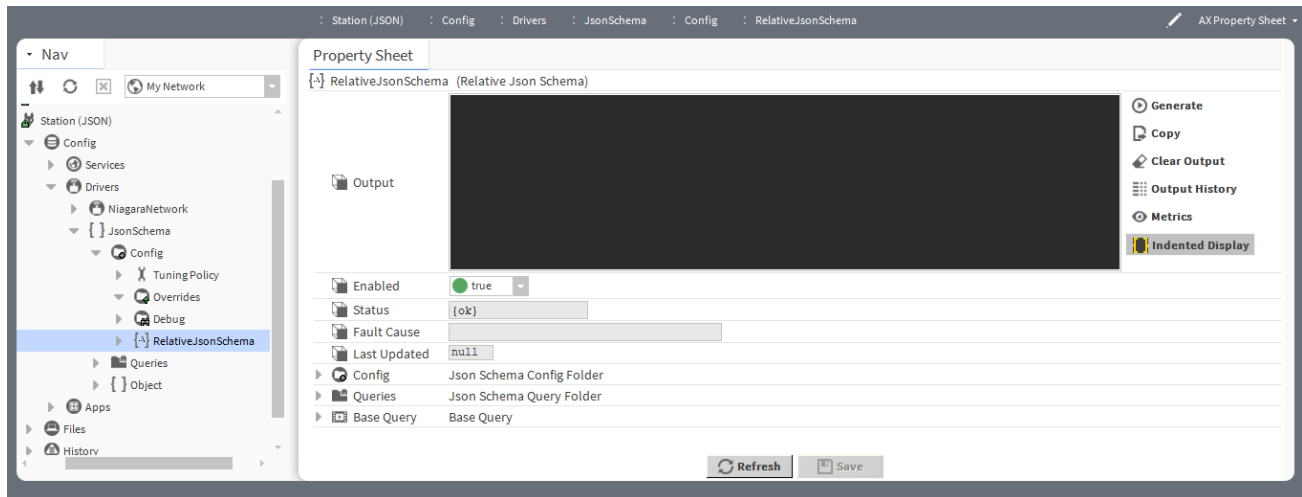 : Station (JSON) : Config : Drivers : JsonSchema : Config : RelativeJsonSchema AX Property Sheet
Nav
My Network
Station (JSON)
Config
Services
Drivers
NiagaraNetwork
{ } JsonSchema
Config
Tuning Policy
Overrides
Debug
RelativeJsonSchema
Queries
{ } Object
Apps
Files
History
Property Sheet
RelativeJsonSchema (Relative Json Schema)
Output
Generate
Copy
Clear Output
Output History
Metrics
Indented Display
Enabled true
Status {ok}
Fault Cause
Last Updated null
Config Json Schema Config Folder
Queries Json Schema Query Folder
Base Query Base Query
Refresh Save